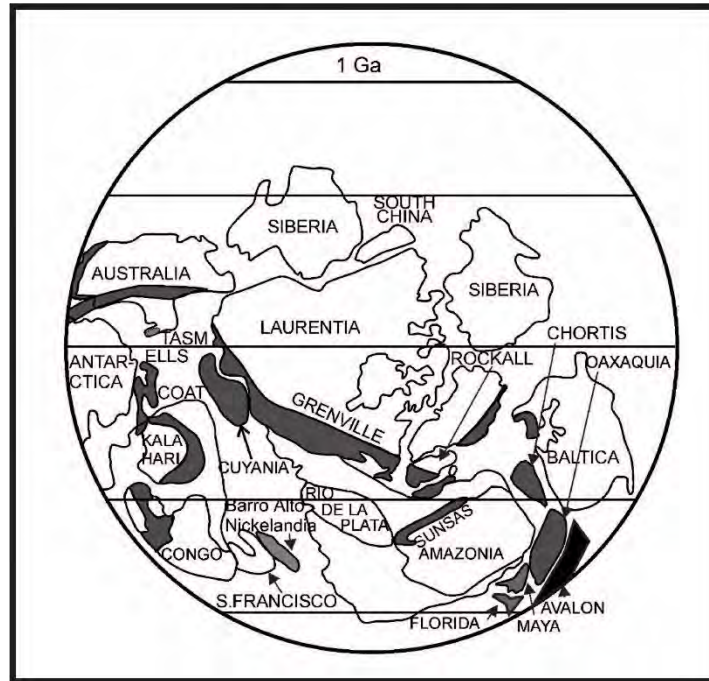 1 Ga
SOUTH
CHINA
SIBERIA
AUSTRALIA
SIBERIA
LAURENTIA
CHORTIS
TASM
ROCKALL
OAXAQUIA
ANTAR-
CTICA
ELLS
COAT
GRENVILLE
KALA
HARI
BALTICA
CUYANIA
RIO
DE LA
PLATA
Barro Alto
Nickelandia
SUNSAS
CONGO
AMAZONIA
S.FRANCISCO
FLORIDA
MAYA
AVALON